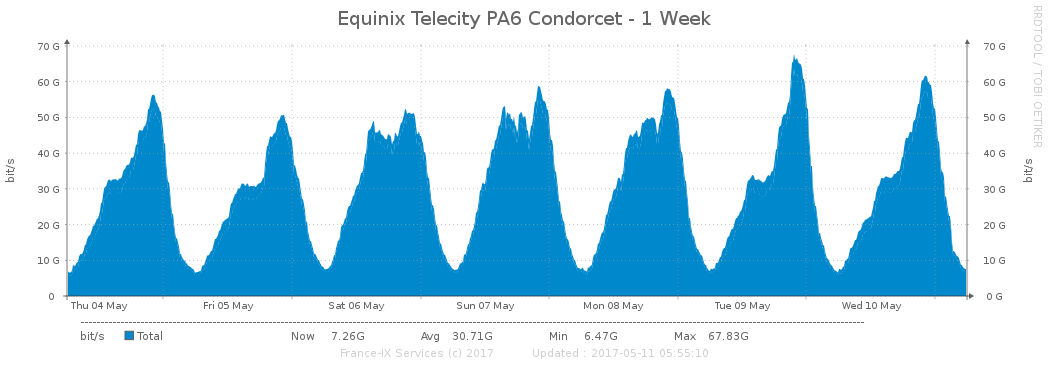 Equinix Telecity PA6 Condorcet - 1 Week
RRDTOOL / TOBI OETIKER
70 G 70 G
60 G 60 G
50 G 50 G
40 G 40 G
30 G 30 G
20 G 20 G
10 G 10 G
0 0 G
bit/s bit/s
Thu 04 May Fri 05 May Sat 06 May Sun 07 May Mon 08 May Tue 09 May Wed 10 May
bit/s Total Now 7.26G Avg 30.71G Min 6.47G Max 67.83G
France-IX Services (c) 2017 Updated : 2017-05-11 05:55:10